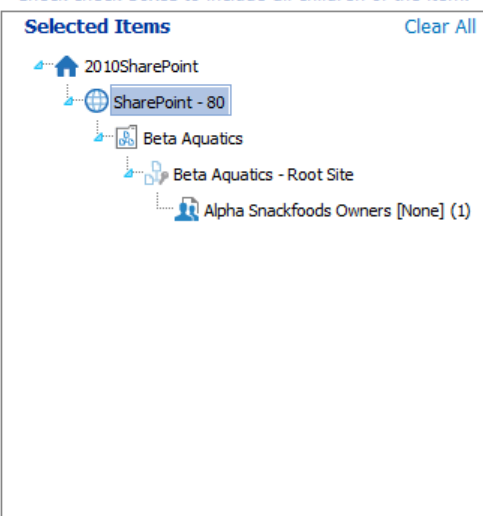 Selected Items Clear All
2010SharePoint
SharePoint - 80
Beta Aquatics
Beta Aquatics - Root Site
Alpha Snackfoods Owners [None] (1)